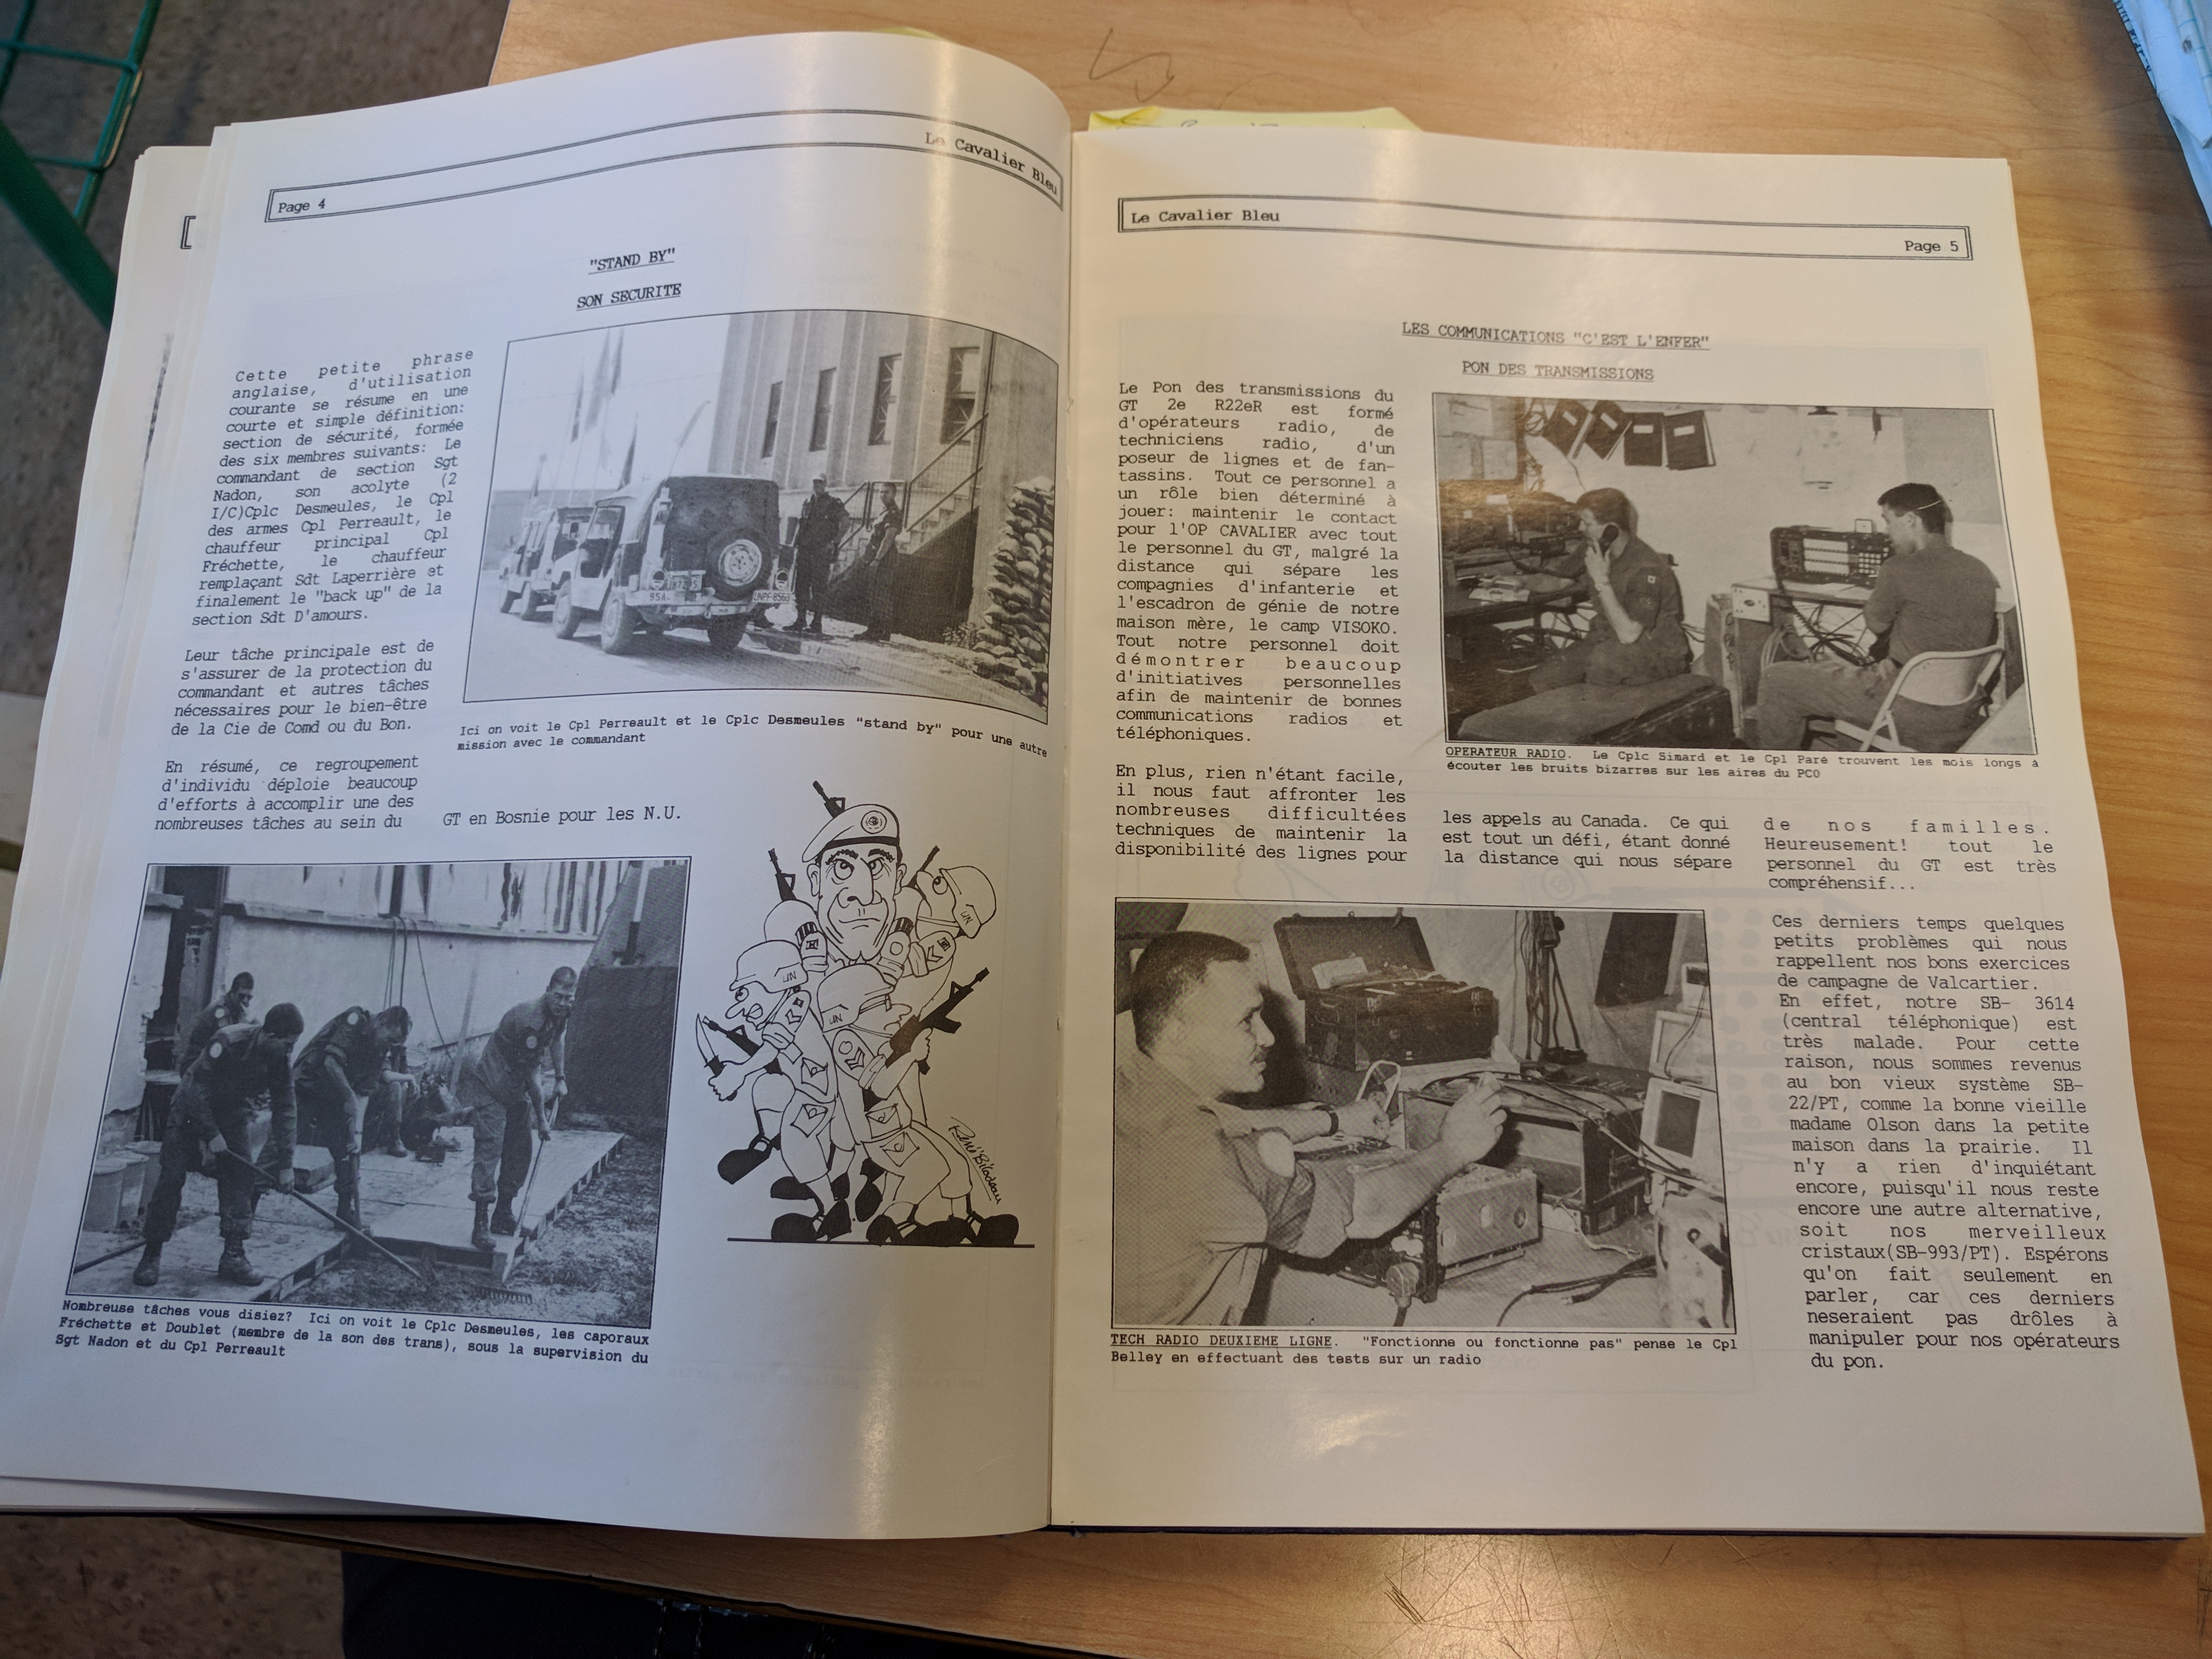 Page 4
Le Cavalier Bleu
"STAND BY"
SON SECURITE
Cette petite phrase
anglaise, d'utilisation
courante se résume en une
courte et simple définition:
section de sécurité, formée
des six membres suivants: Le
commandant de section Sgt
Nadon, son acolyte (2
I/C)Cplc Desmeules, le Cpl
des armes Cpl Perreault, le
chauffeur principal Cpl
Fréchette, le chauffeur
remplaçant Sdt Laperrière et
finalement le "back up" de la
section Sdt D'amours.
Leur tâche principale est de
s'assurer de la protection du
commandant et autres tâches
nécessaires pour le bien-être
de la Cie de Comd ou du Bon.
En résumé, ce regroupement
d'individu déploie beaucoup
d'efforts à accomplir une des
nombreuses tâches au sein du
GT en Bosnie pour les N.U.
Ici on voit le Cpl Perreault et le Cplc Desmeules "stand by" pour une autre
mission avec le commandant
UN
UN
UN
René Bilodeau
Nombreuse tâches vous disiez? Ici on voit le Cplc Desmeules, les caporaux
Fréchette et Doublet (membre de la son des trans), sous la supervision du
Sgt Nadon et du Cpl Perreault
Le Cavalier Bleu
Page 5
LES COMMUNICATIONS "C'EST L'ENFER"
PON DES TRANSMISSIONS
Le Pon des transmissions du
GT 2e R22eR est formé
d'opérateurs radio, de
techniciens radio, d'un
poseur de lignes et de fan-
tassins. Tout ce personnel a
un rôle bien déterminé à
jouer: maintenir le contact
pour l'OP CAVALIER avec tout
le personnel du GT, malgré la
distance qui sépare les
compagnies d'infanterie et
l'escadron de génie de notre
maison mère, le camp VISOKO.
Tout notre personnel doit
démontrer beaucoup
d'initiatives personnelles
afin de maintenir de bonnes
communications radios et
téléphoniques.
En plus, rien n'étant facile,
il nous faut affronter les
nombreuses difficultées
techniques de maintenir la
disponibilité des lignes pour
OPERATEUR RADIO. Le Cplc Simard et le Cpl Paré trouvent les mois longs à
écouter les bruits bizarres sur les aires du PCO
les appels au Canada. Ce qui
est tout un défi, étant donné
la distance qui nous sépare
de nos familles.
Heureusement! tout le
personnel du GT est très
compréhensif...
Ces derniers temps quelques
petits problèmes qui nous
rappellent nos bons exercices
de campagne de Valcartier.
En effet, notre SB- 3614
(central téléphonique) est
très malade. Pour cette
raison, nous sommes revenus
au bon vieux système SB-
22/PT, comme la bonne vieille
madame Olson dans la petite
maison dans la prairie. Il
n'y a rien d'inquiétant
encore, puisqu'il nous reste
encore une autre alternative,
soit nos merveilleux
cristaux(SB-993/PT). Espérons
qu'on fait seulement en
parler, car ces derniers
neseraient pas drôles à
manipuler pour nos opérateurs
du pon.
TECH RADIO DEUXIEME LIGNE. "Fonctionne ou fonctionne pas" pense le Cpl
Belley en effectuant des tests sur un radio